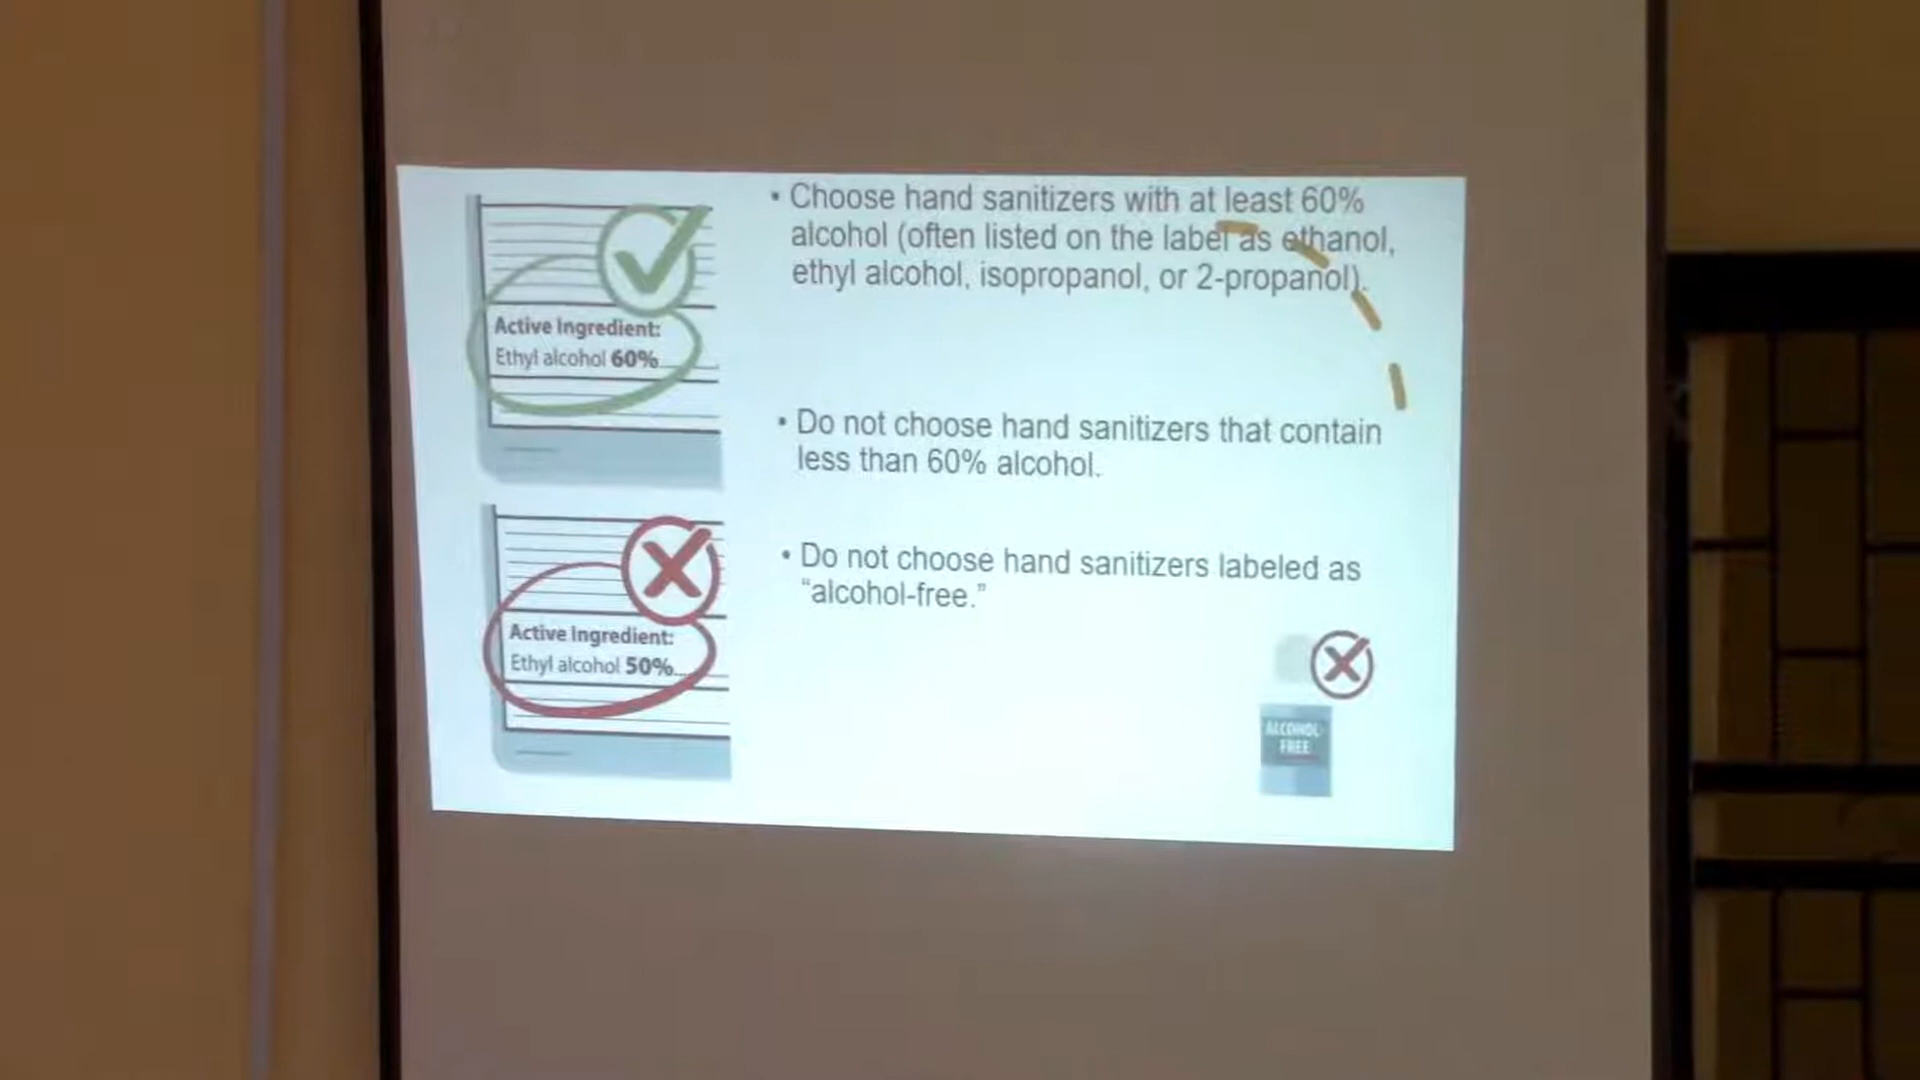 • Choose hand sanitizers with at least 60%
alcohol (often listed on the label as ethanol,
ethyl alcohol, isopropanol, or 2-propanol).
Active Ingredient:
Ethyl alcohol 60%
• Do not choose hand sanitizers that contain
less than 60% alcohol.
• Do not choose hand sanitizers labeled as
“alcohol-free.”
Active Ingredient:
Ethyl alcohol 50%
ALCOHOL-
FREE